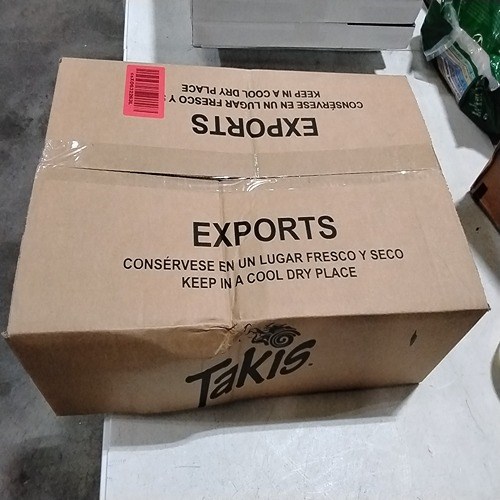 EXPORTS
CONSÉRVESE EN UN LUGAR FRESCO Y
KEEP IN A COOL DRY PLACE
EXPORTS
CONSÉRVESE EN UN LUGAR FRESCO Y SECO
KEEP IN A COOL DRY PLACE
Takis